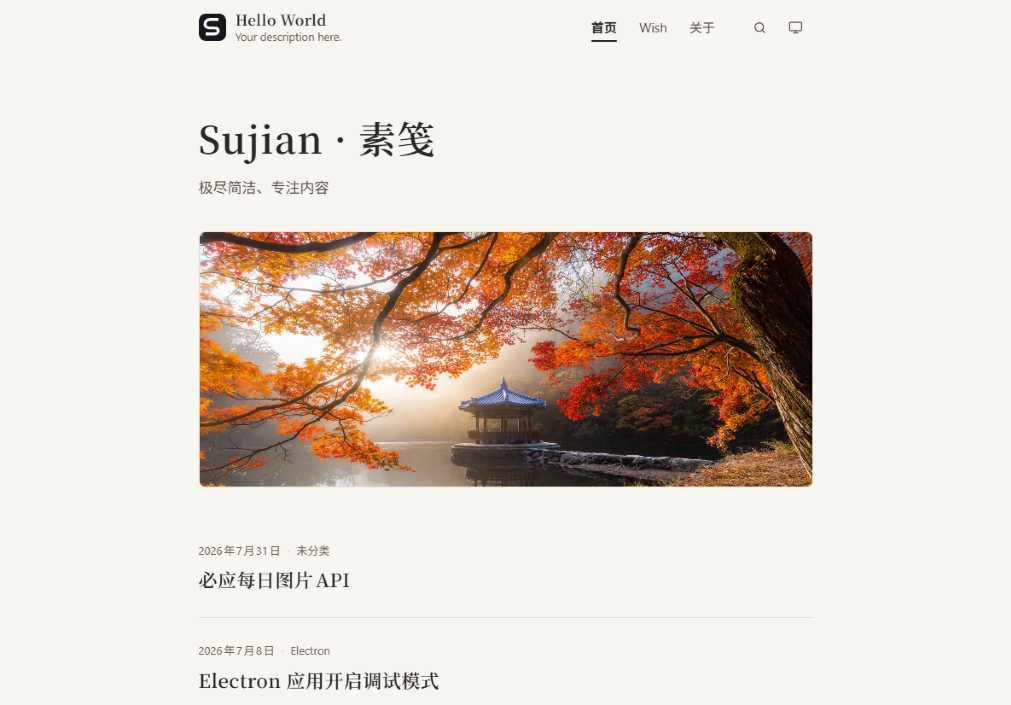 S
Hello World
Your description here.
首页 Wish 关于
Sujian · 素笺
极尽简洁、专注内容
2026年7月31日 · 未分类
必应每日图片 API
2026年7月8日 · Electron
Electron 应用开启调试模式